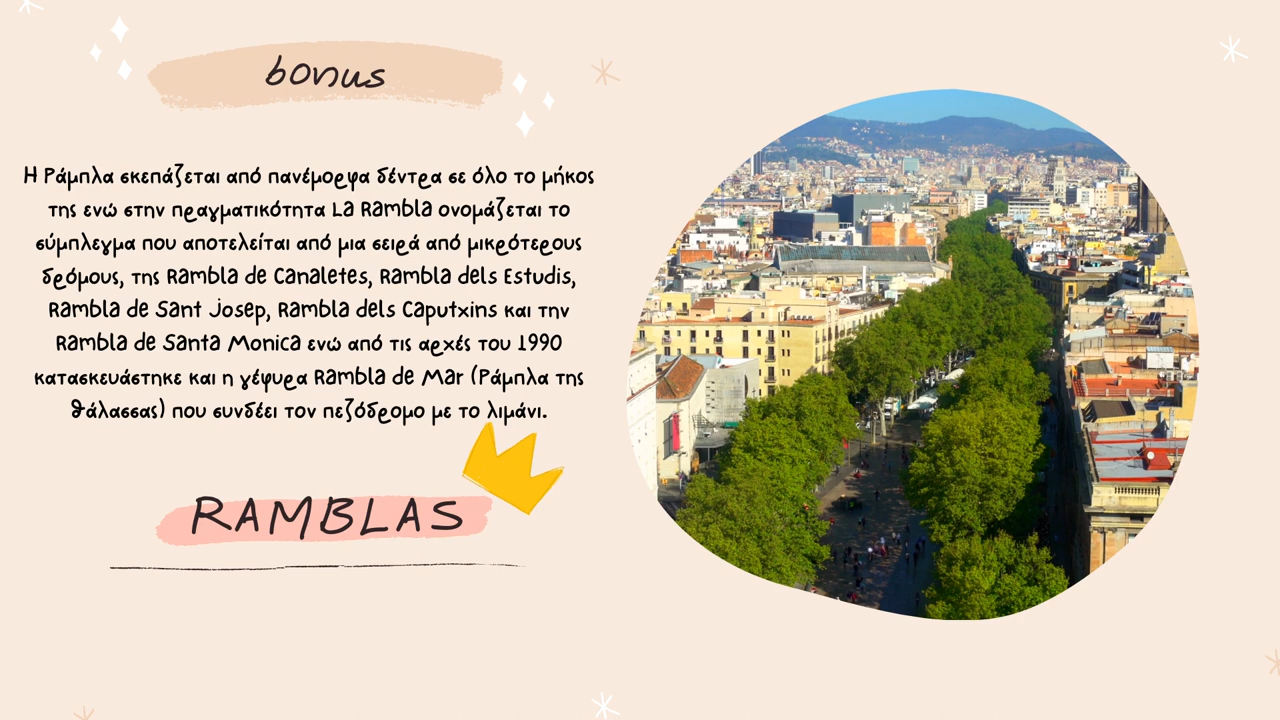 bonus
Η Ράμπλα σκεπάζεται από πανέμορφα δέντρα σε όλο το μήκος
της ενώ στην πραγματικότητα La Rambla ονομάζεται το
σύμπλεγμα που αποτελείται από μια σειρά από μικρότερους
δρόμους, της Rambla de Canaletes, Rambla dels Estudis,
Rambla de Sant Josep, Rambla dels Caputxins και την
Rambla de Santa Monica ενώ από τις αρχές του 1990
κατασκευάστηκε και η γέφυρα Rambla de Mar (Ράμπλα της
θάλασσας) που συνδέει τον πεζόδρομο με το λιμάνι.
RAMBLAS